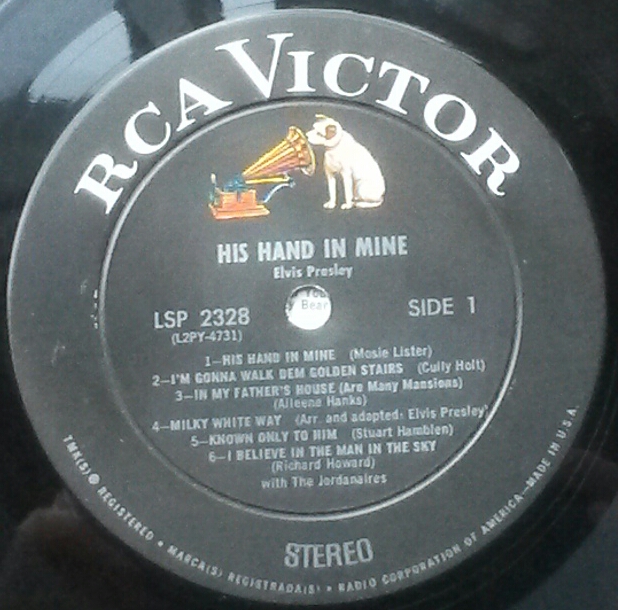 RCA VICTOR
HIS HAND IN MINE
Elvis Presley
You
Bear
LSP 2328
(L2PY-4731)
SIDE 1
1—HIS HAND IN MINE (Mosie Lister)
2—I'M GONNA WALK DEM GOLDEN STAIRS (Cully Holt)
3—IN MY FATHER'S HOUSE (Are Many Mansions)
(Aileene Hanks)
4—MILKY WHITE WAY (Arr. and adapted: Elvis Presley)
5—KNOWN ONLY TO HIM (Stuart Hamblen)
6—I BELIEVE IN THE MAN IN THE SKY
(Richard Howard)
with The Jordanaires
STEREO
TMK(S) ® REGISTERED • MARCA(S) REGISTRADA(S) • RADIO CORPORATION OF AMERICA—MADE IN U.S.A.